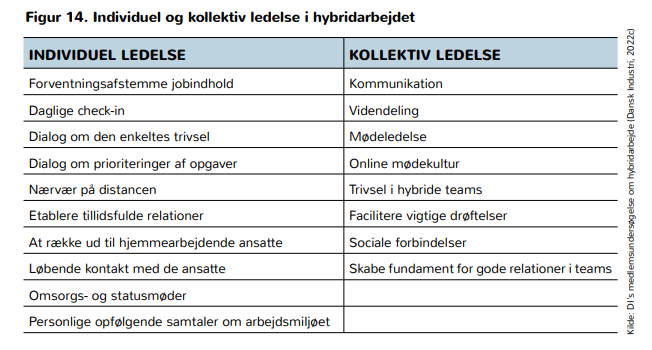 Figur 14. Individuel og kollektiv ledelse i hybridarbejdet
INDIVIDUEL LEDELSE KOLLEKTIV LEDELSE
Forventningsafstemme jobindhold Kommunikation
Daglige check-in Videndeling
Dialog om den enkeltes trivsel Mødeledelse
Dialog om prioriteringer af opgaver Online mødekultur
Nærvær på distancen Trivsel i hybride teams
Etablere tillidsfulde relationer Facilitere vigtige drøftelser
At række ud til hjemmearbejdende ansatte Sociale forbindelser
Løbende kontakt med de ansatte Skabe fundament for gode relationer i teams
Omsorgs- og statusmøder
Personlige opfølgende samtaler om arbejdsmiljøet
Kilde: DI's medlemsundersøgelse om hybridarbejde (Dansk Industri, 2022c)